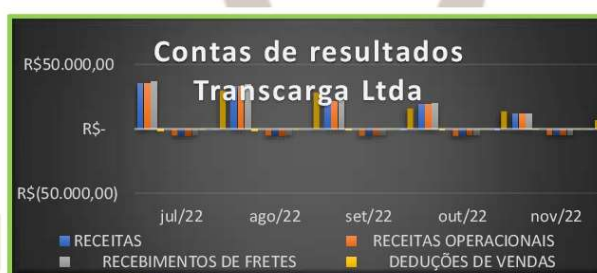 Contas de resultados
Transcarga Ltda
R$50.000,00
R$-
R$(50.000,00)
jul/22 ago/22 set/22 out/22 nov/22
RECEITAS RECEITAS OPERACIONAIS
RECEBIMENTOS DE FRETES DEDUÇÕES DE VENDAS